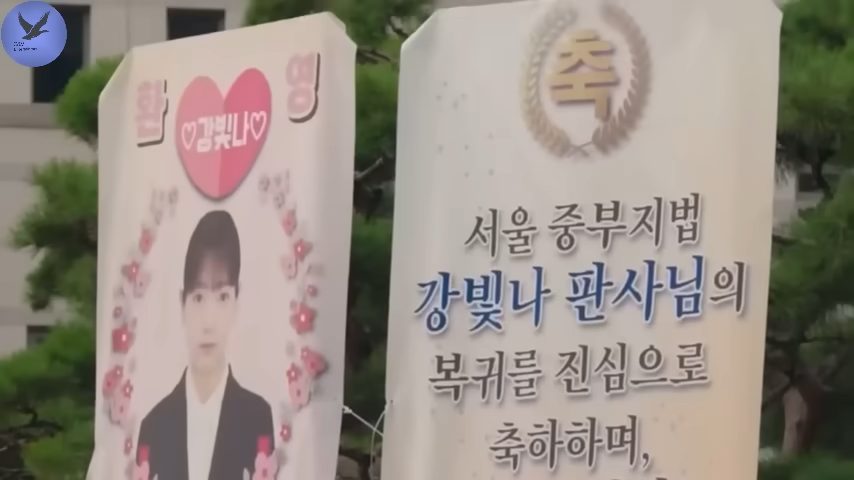 환 영
♡강빛나♡
축
서울 중부지법
강빛나 판사님의
복귀를 진심으로
축하하며,